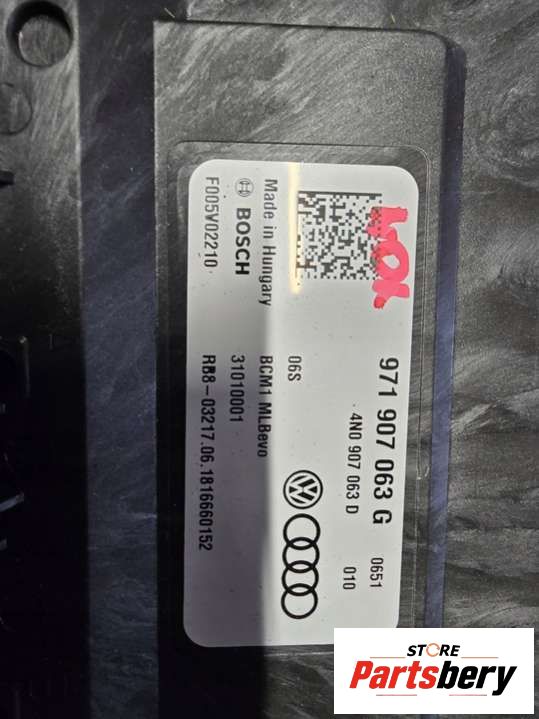 971 907 063 G 0651
4N0 907 063 D 010
06S
BCM1 MLBevo
31010001
Made in Hungary
BOSCH
F005V02210
RB8-03217.06.1816660152
STORE
Partsbery